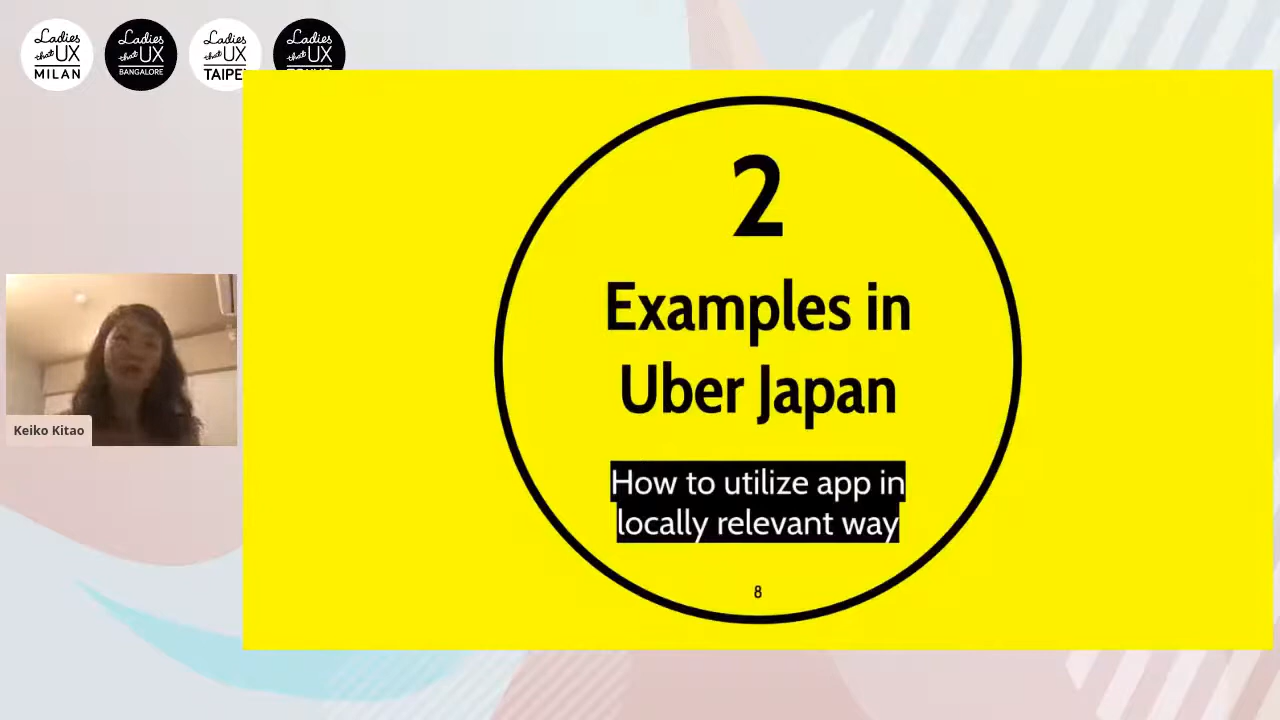 Ladies
that UX
MILAN
Ladies
that UX
BANGALORE
Ladies
that UX
Ladies
that UX
2
Examples in
Uber Japan
How to utilize app in
locally relevant way
8
Keiko Kitao